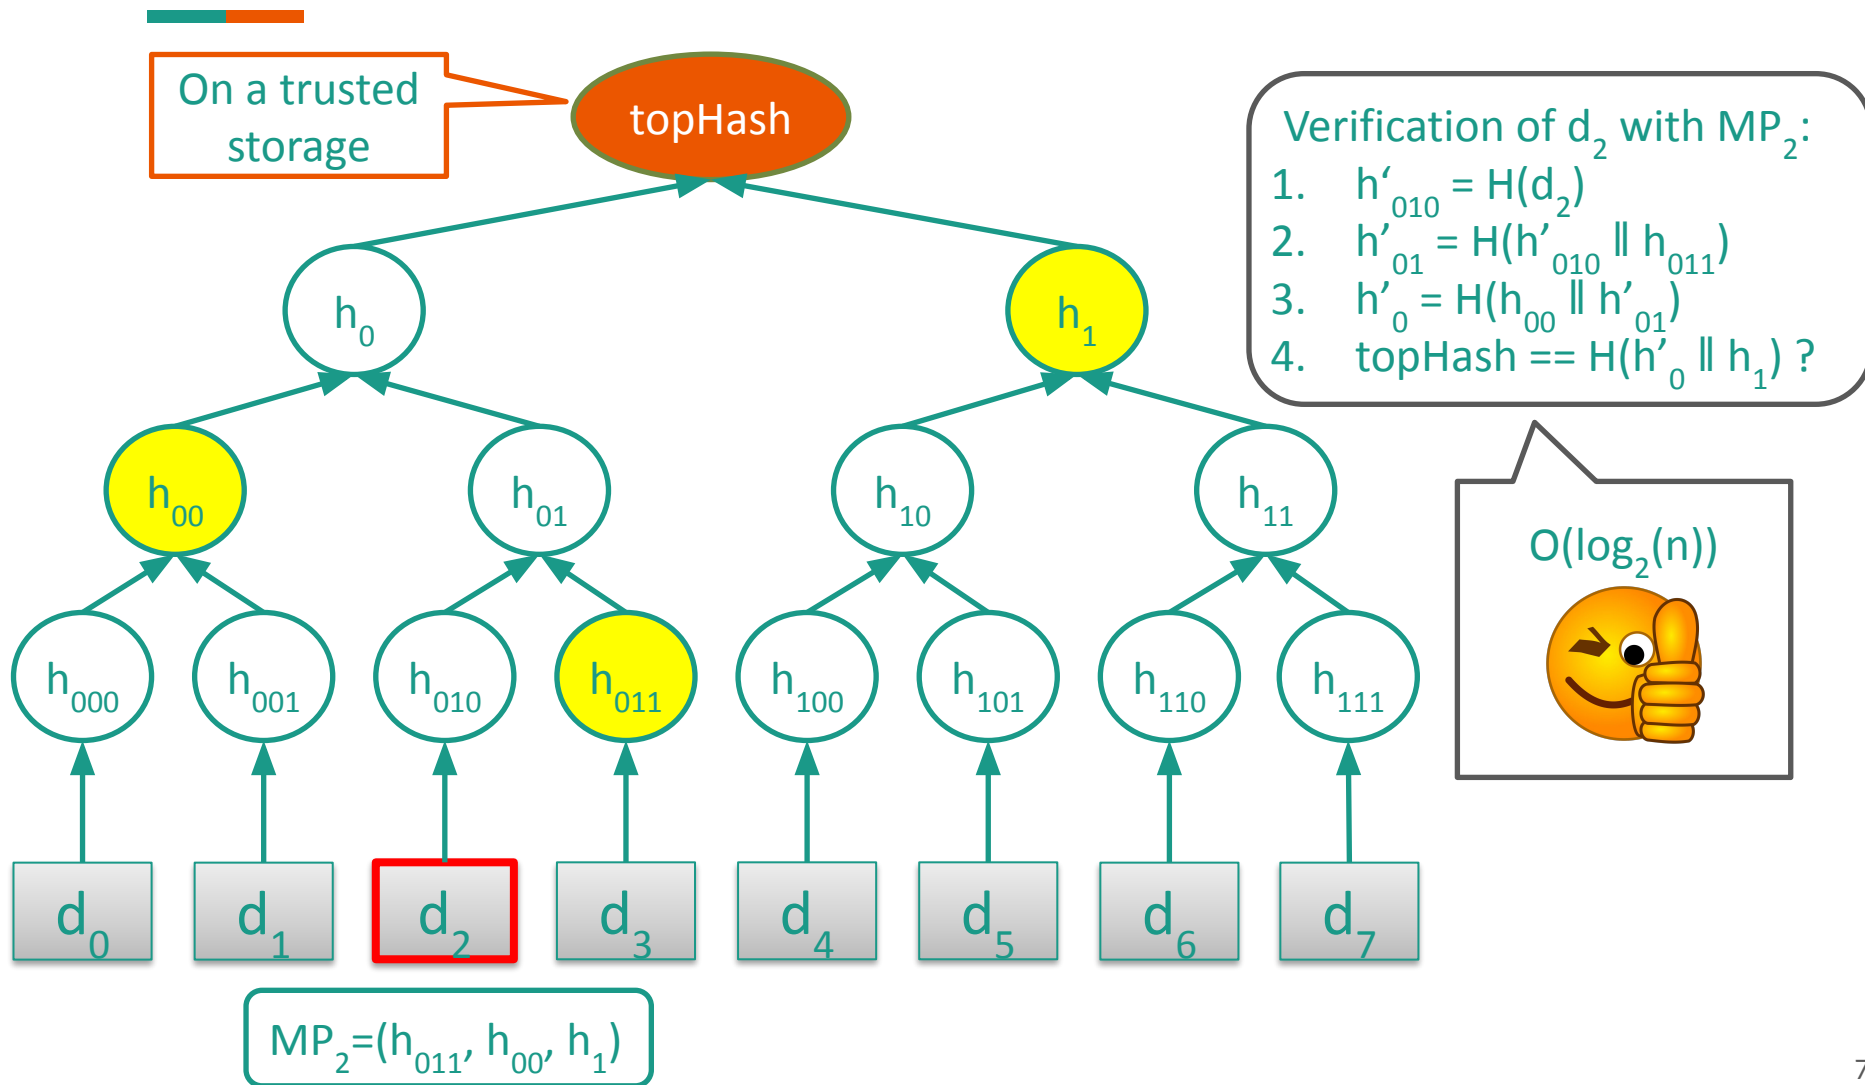 On a trusted
storage
topHash
Verification of d₂ with MP₂:
1. h‘₀₁₀ = H(d₂)
2. h’₀₁ = H(h’₀₁₀ ‖ h₀₁₁)
3. h’₀ = H(h₀₀ ‖ h’₀₁)
4. topHash == H(h’₀ ‖ h₁) ?
h₀
h₁
h₀₀
h₀₁
h₁₀
h₁₁
O(log₂(n))
h₀₀₀
h₀₀₁
h₀₁₀
h₀₁₁
h₁₀₀
h₁₀₁
h₁₁₀
h₁₁₁
d₀
d₁
d₂
d₃
d₄
d₅
d₆
d₇
MP₂=(h₀₁₁, h₀₀, h₁)
7